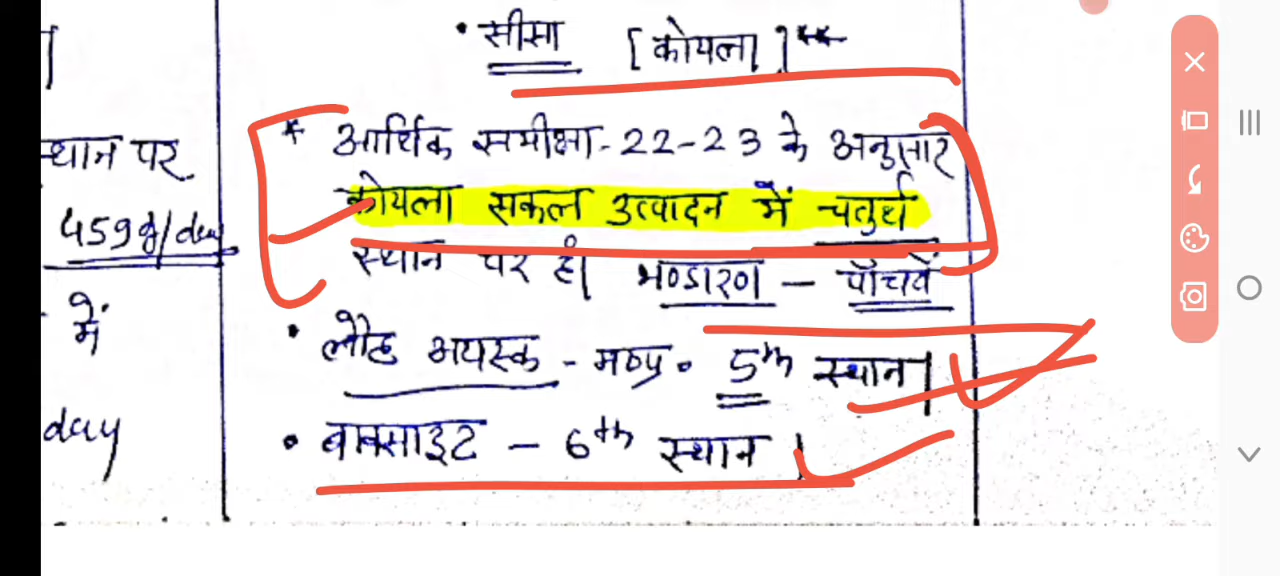 • सीसा [कोयला]**
* आर्थिक समीक्षा-22-23 के अनुसार
कोयला सकल उत्पादन में चतुर्थ
स्थान पर है। भण्डारण – पाँचवें
• लौह अयस्क - म०प्र० 5th स्थान।
• बाक्साइट – 6th स्थान।
]
स्थान पर
459g/day
में
day